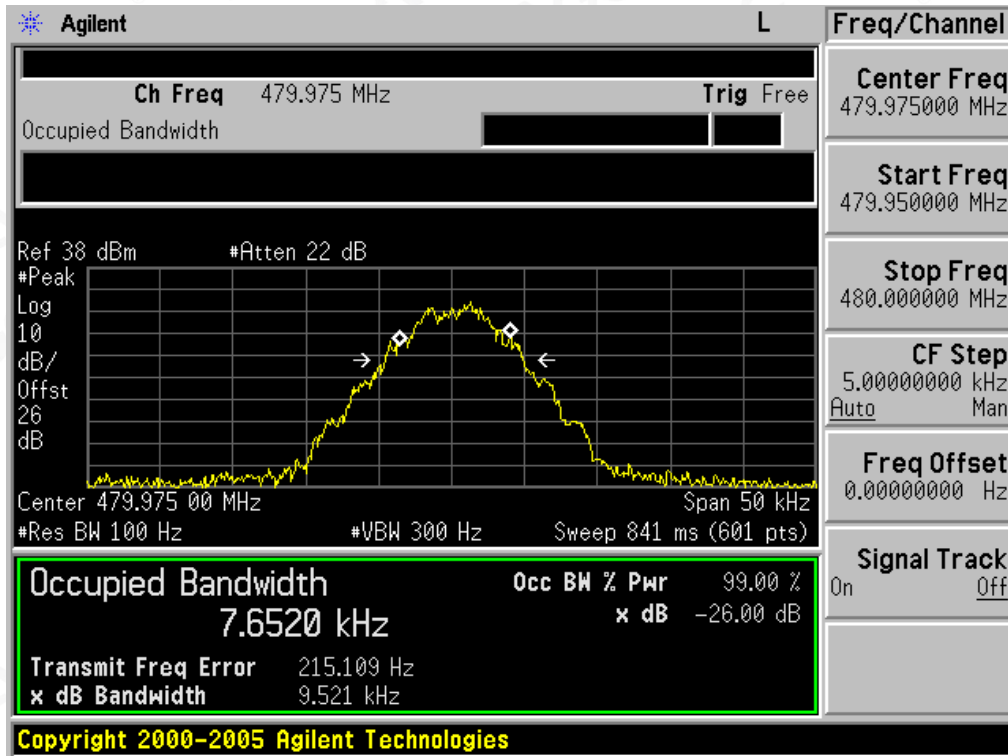 Agilent
L
Freq/Channel
Ch Freq 479.975 MHz Trig Free
Occupied Bandwidth
Center Freq
479.975000 MHz
Start Freq
479.950000 MHz
Stop Freq
480.000000 MHz
CF Step
5.00000000 kHz
Auto Man
Freq Offset
0.00000000 Hz
Signal Track
On Off
Ref 38 dBm #Atten 22 dB
#Peak
Log
10
dB/
Offst
26
dB
Center 479.975 00 MHz Span 50 kHz
#Res BW 100 Hz #VBW 300 Hz Sweep 841 ms (601 pts)
Occupied Bandwidth
7.6520 kHz
Occ BW % Pwr 99.00 %
x dB -26.00 dB
Transmit Freq Error 215.109 Hz
x dB Bandwidth 9.521 kHz
Copyright 2000-2005 Agilent Technologies